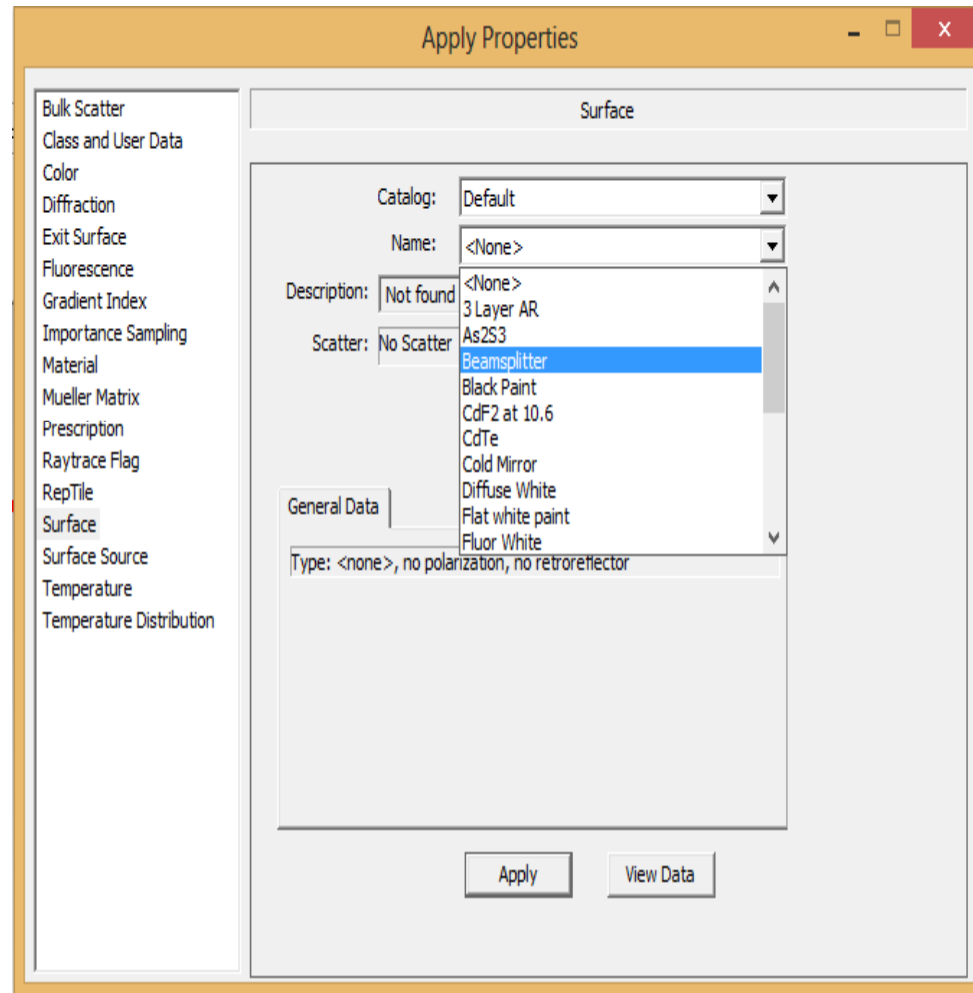 Apply Properties
Bulk Scatter
Class and User Data
Color
Diffraction
Exit Surface
Fluorescence
Gradient Index
Importance Sampling
Material
Mueller Matrix
Prescription
Raytrace Flag
RepTile
Surface
Surface Source
Temperature
Temperature Distribution
Surface
Catalog: Default
Name: <None>
<None>
3 Layer AR
As2S3
Beamsplitter
Black Paint
CdF2 at 10.6
CdTe
Cold Mirror
Diffuse White
Flat white paint
Fluor White
Description: Not found
Scatter: No Scatter
General Data
Type: <none>, no polarization, no retroreflector
Apply View Data